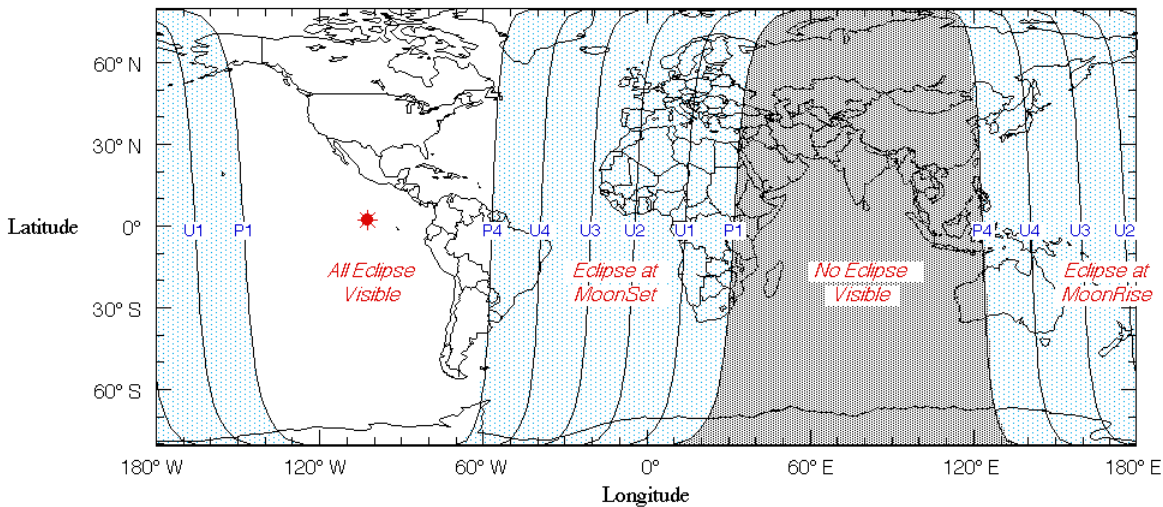 60° N
30° N
Latitude
0°
30° S
60° S
U1 P1 P4 U4 U3 U2 U1 P1 P4 U4 U3 U2
All Eclipse
Visible
Eclipse at
MoonSet
No Eclipse
Visible
Eclipse at
MoonRise
180° W 120° W 60° W 0° 60° E 120° E 180° E
Longitude